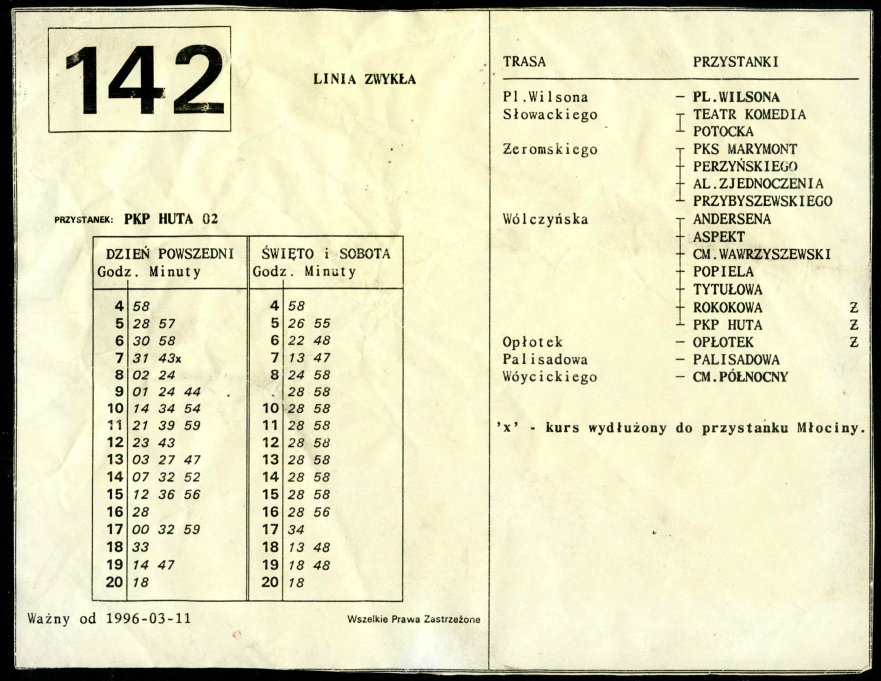 142
LINIA ZWYKŁA
PRZYSTANEK: PKP HUTA 02
DZIEŃ POWSZEDNI ŚWIĘTO i SOBOTA
Godz. Minuty Godz. Minuty
4 58 4 58
5 28 57 5 26 55
6 30 58 6 22 48
7 31 43x 7 13 47
8 02 24 8 24 58
9 01 24 44 28 58
10 14 34 54 10 28 58
11 21 39 59 11 28 58
12 23 43 12 28 58
13 03 27 47 13 28 58
14 07 32 52 14 28 58
15 12 36 56 15 28 58
16 28 16 28 56
17 00 32 59 17 34
18 33 18 13 48
19 14 47 19 18 48
20 18 20 18
Ważny od 1996-03-11
Wszelkie Prawa Zastrzeżone
TRASA PRZYSTANKI
Pl.Wilsona – PL.WILSONA
Słowackiego TEATR KOMEDIA
POTOCKA
Żeromskiego PKS MARYMONT
PERZYŃSKIEGO
AL.ZJEDNOCZENIA
PRZYBYSZEWSKIEGO
Wólczyńska ANDERSENA
ASPEKT
CM.WAWRZYSZEWSKI
POPIELA
TYTUŁOWA
ROKOKOWA Ż
PKP HUTA Ż
Opłotek – OPŁOTEK Ż
Palisadowa – PALISADOWA
Wóycickiego – CM.PÓŁNOCNY
'x' - kurs wydłużony do przystanku Młociny.